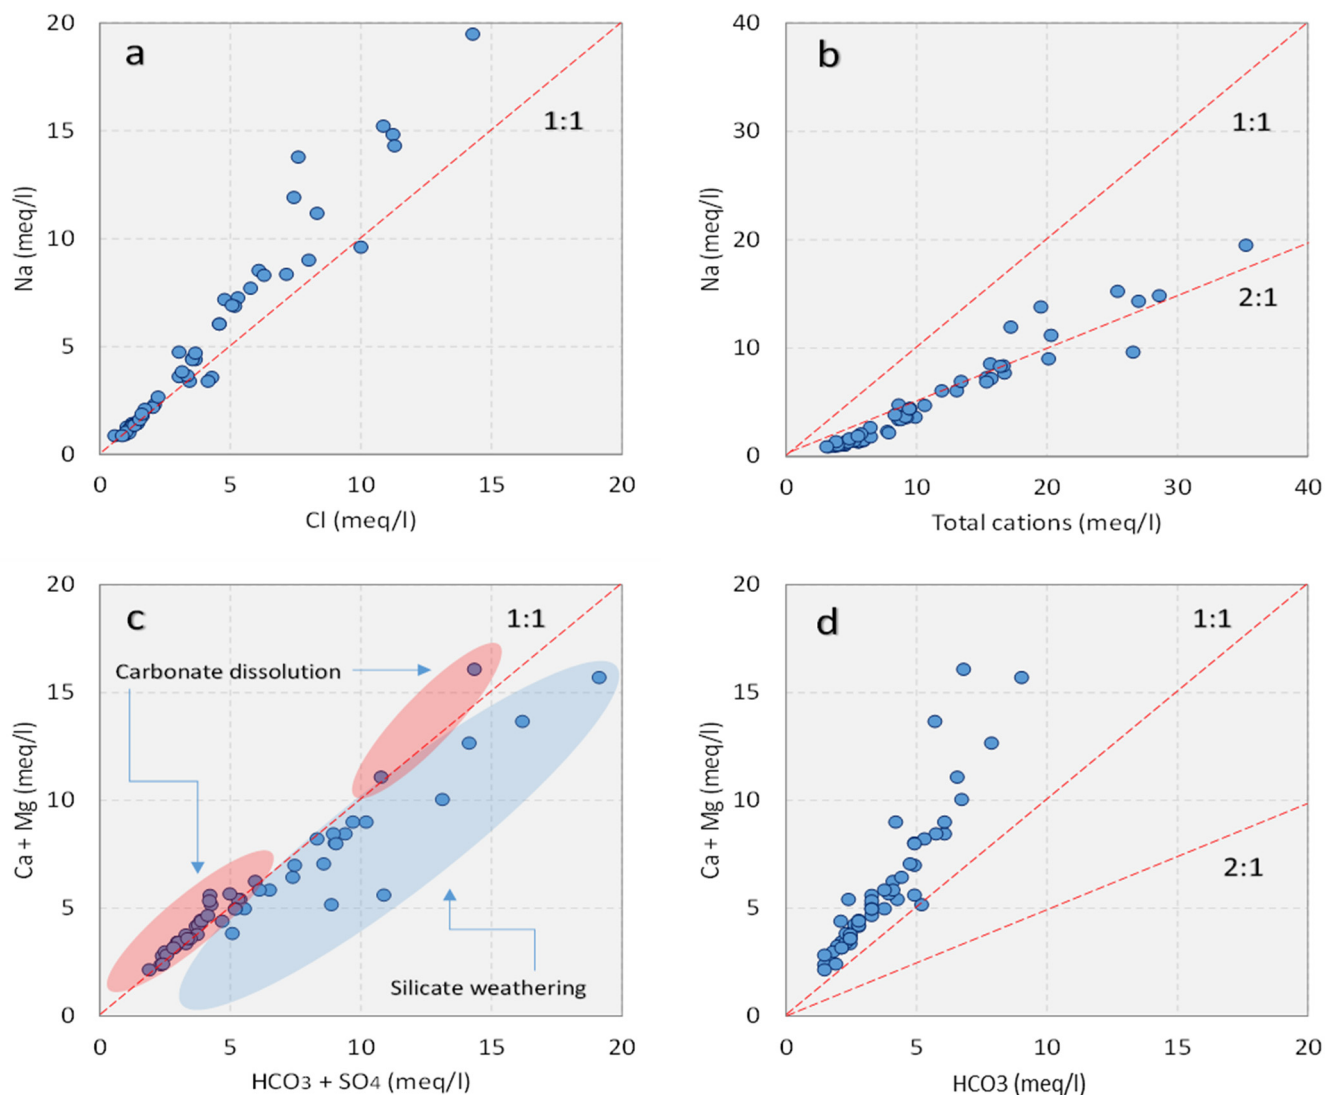 a
20
15
10
5
0
0 5 10 15 20
Na (meq/l)
Cl (meq/l)
1:1
b
40
30
20
10
0
0 10 20 30 40
Na (meq/l)
Total cations (meq/l)
1:1
2:1
c
20
15
10
5
0
0 5 10 15 20
Ca + Mg (meq/l)
HCO3 + SO4 (meq/l)
1:1
Carbonate dissolution
Silicate weathering
d
20
15
10
5
0
0 5 10 15 20
Ca + Mg (meq/l)
HCO3 (meq/l)
1:1
2:1